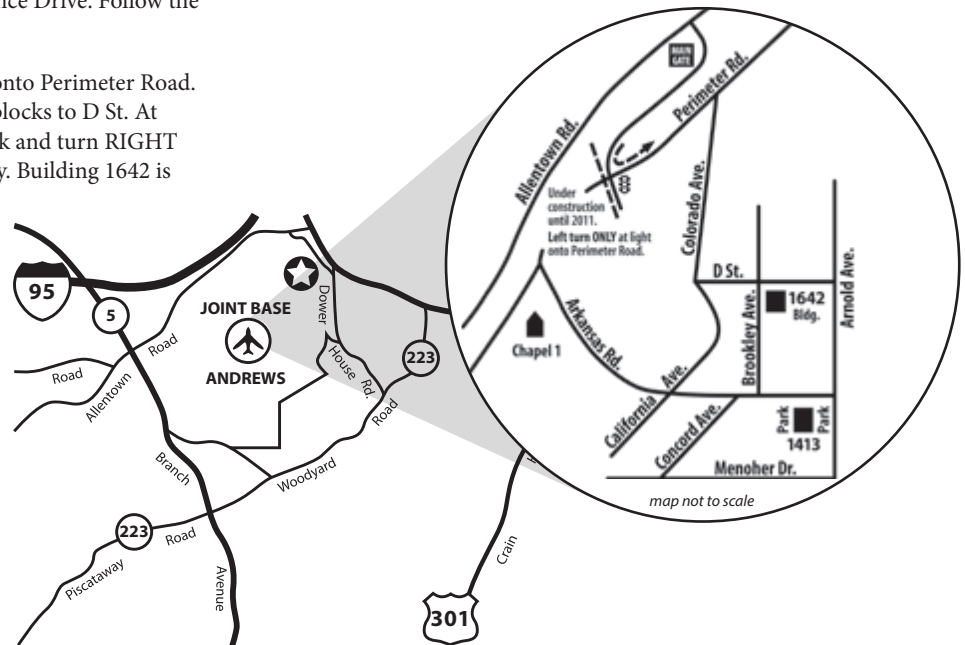 nce Drive. Follow the
onto Perimeter Road.
blocks to D St. At
k and turn RIGHT
y. Building 1642 is
95
5
JOINT BASE
ANDREWS
Road
Road
Allentown
Dower
House
Rd.
223
Road
Woodyard
Branch
223
Road
Piscataway
Avenue
Crain
301
MAIN
GATE
Perimeter Rd.
Allentown Rd.
Under
construction
until 2011.
Left turn ONLY at light
onto Perimeter Road.
Colorado Ave.
D St.
Arnold Ave.
1642
Bldg.
Brookley Ave.
Chapel 1
Arkansas Rd.
California Ave.
Concord Ave.
Park
Park
1413
Menoher Dr.
map not to scale